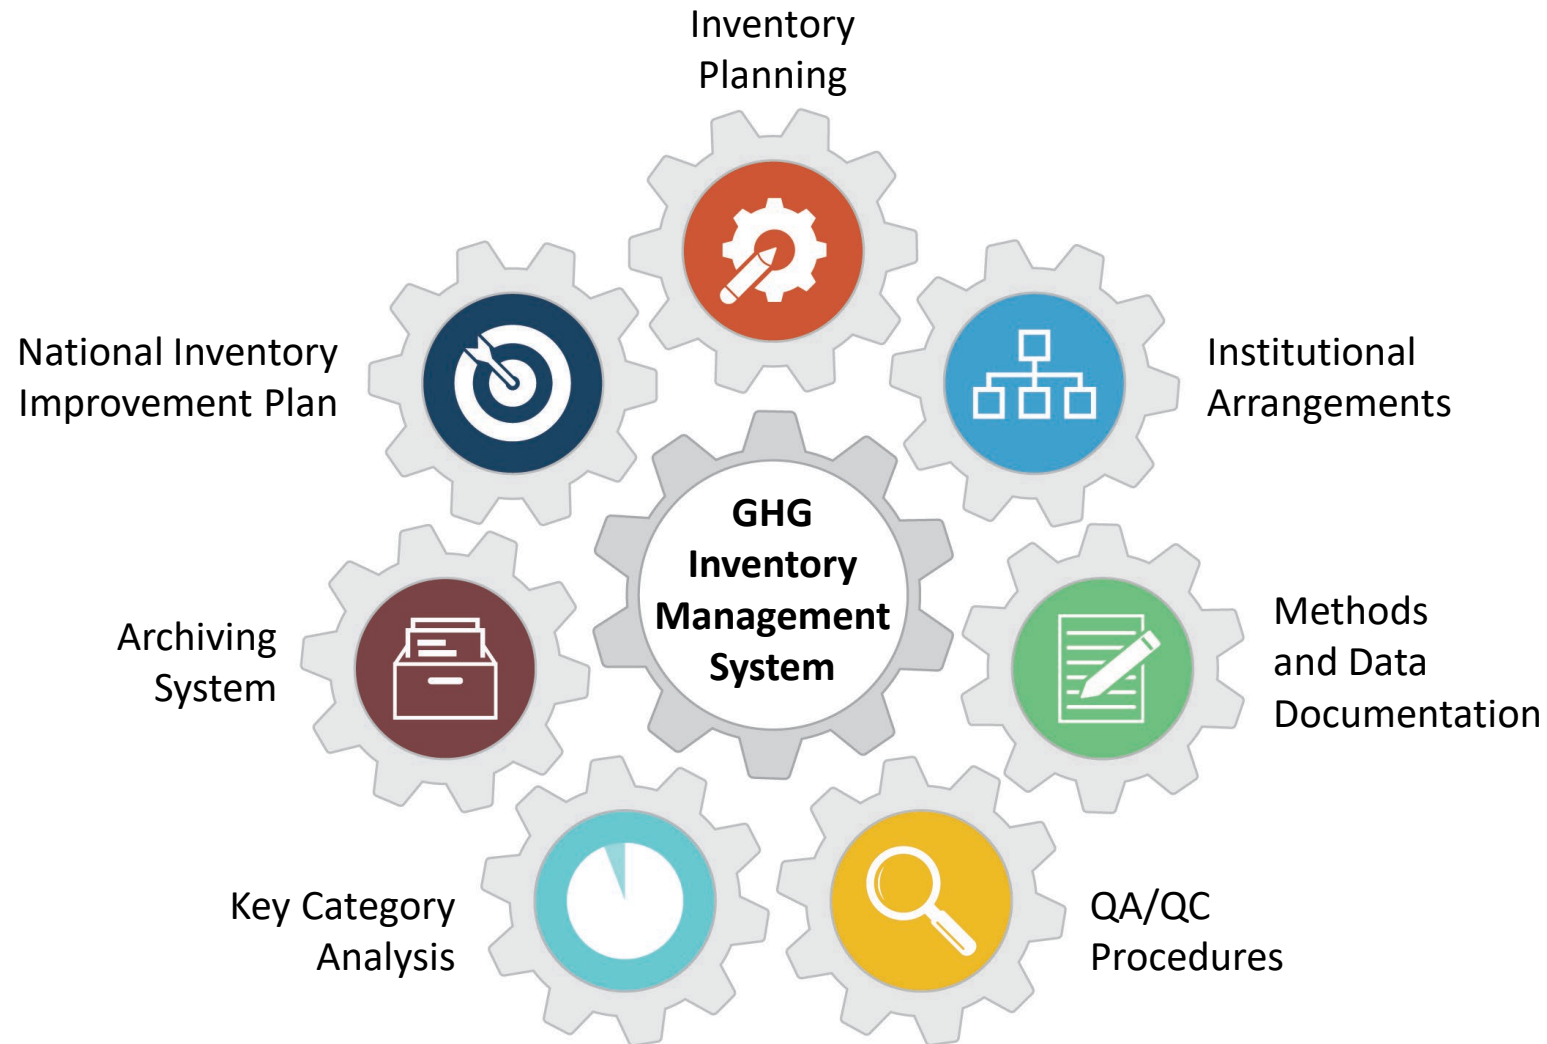 Inventory
Planning
Institutional
Arrangements
Methods
and Data
Documentation
QA/QC
Procedures
Key Category
Analysis
Archiving
System
National Inventory
Improvement Plan
GHG
Inventory
Management
System